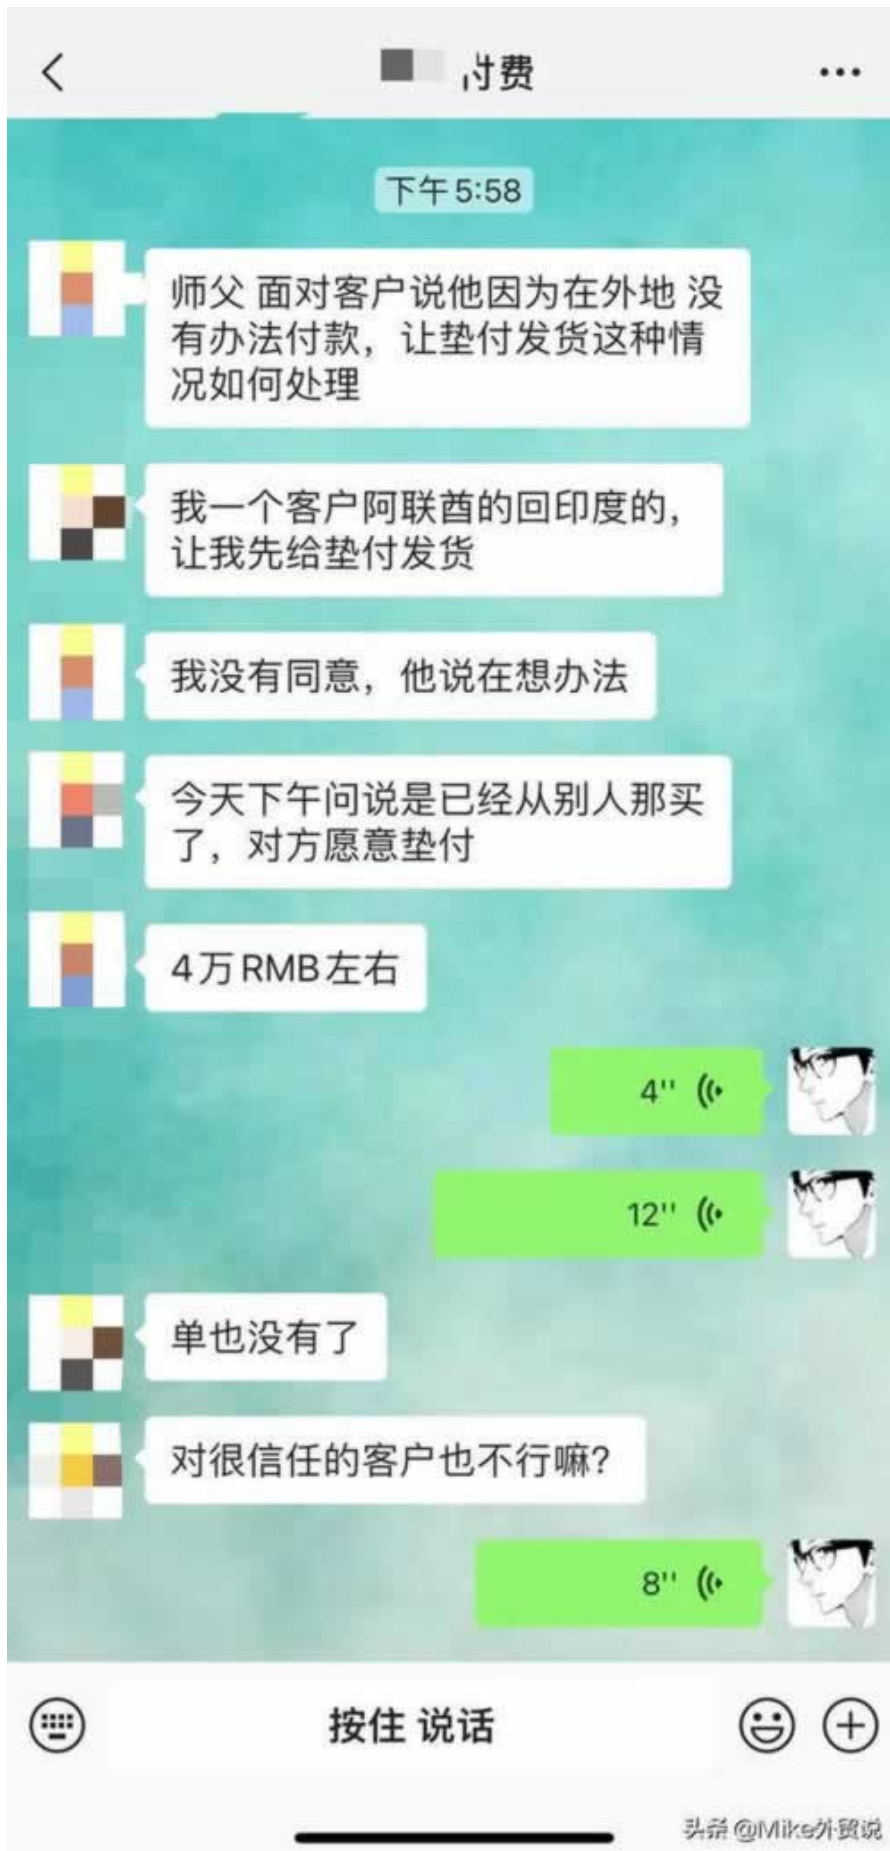 付费
下午5:58
师父 面对客户说他因为在外地 没
有办法付款，让垫付发货这种情
况如何处理
我一个客户阿联酋的回印度的，
让我先给垫付发货
我没有同意，他说在想办法
今天下午问说是已经从别人那买
了，对方愿意垫付
4万RMB左右
4"
12"
单也没有了
对很信任的客户也不行嘛?
8"
按住 说话
头条 @Mike外贸说